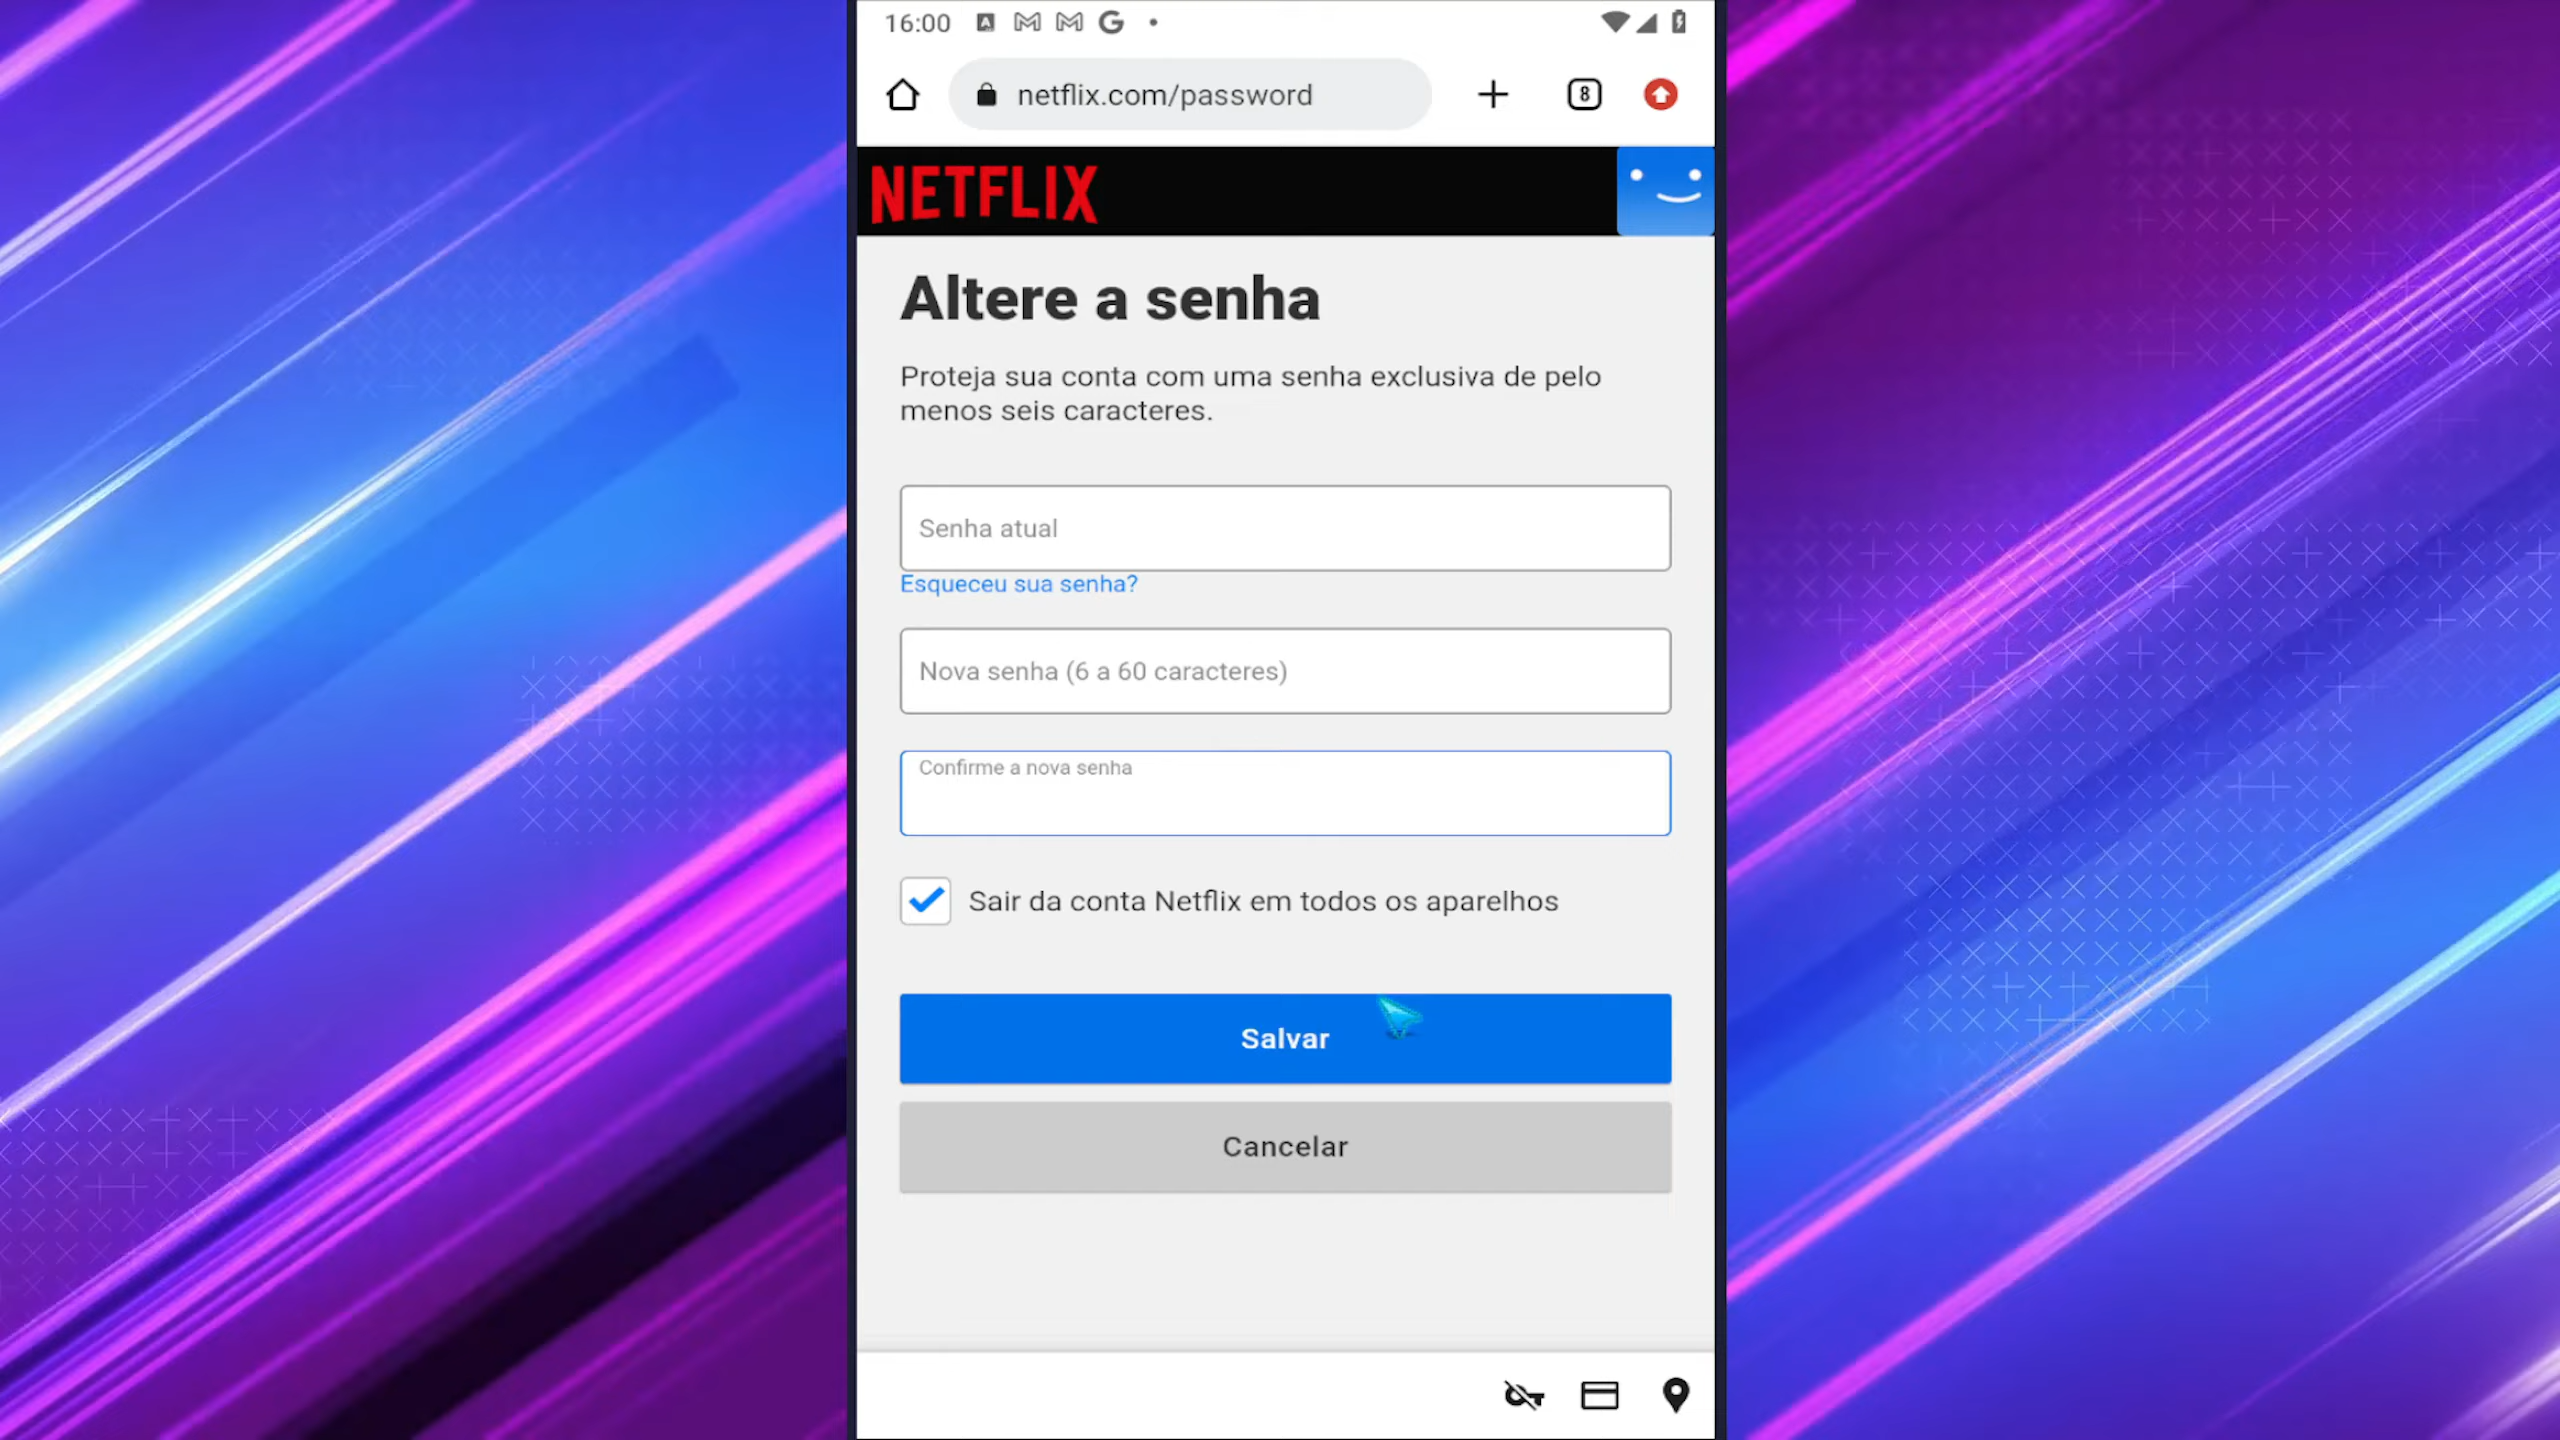 16:00
netflix.com/password
8
NETFLIX
Altere a senha
Proteja sua conta com uma senha exclusiva de pelo
menos seis caracteres.
Senha atual
Esqueceu sua senha?
Nova senha (6 a 60 caracteres)
Confirme a nova senha
Sair da conta Netflix em todos os aparelhos
Salvar
Cancelar